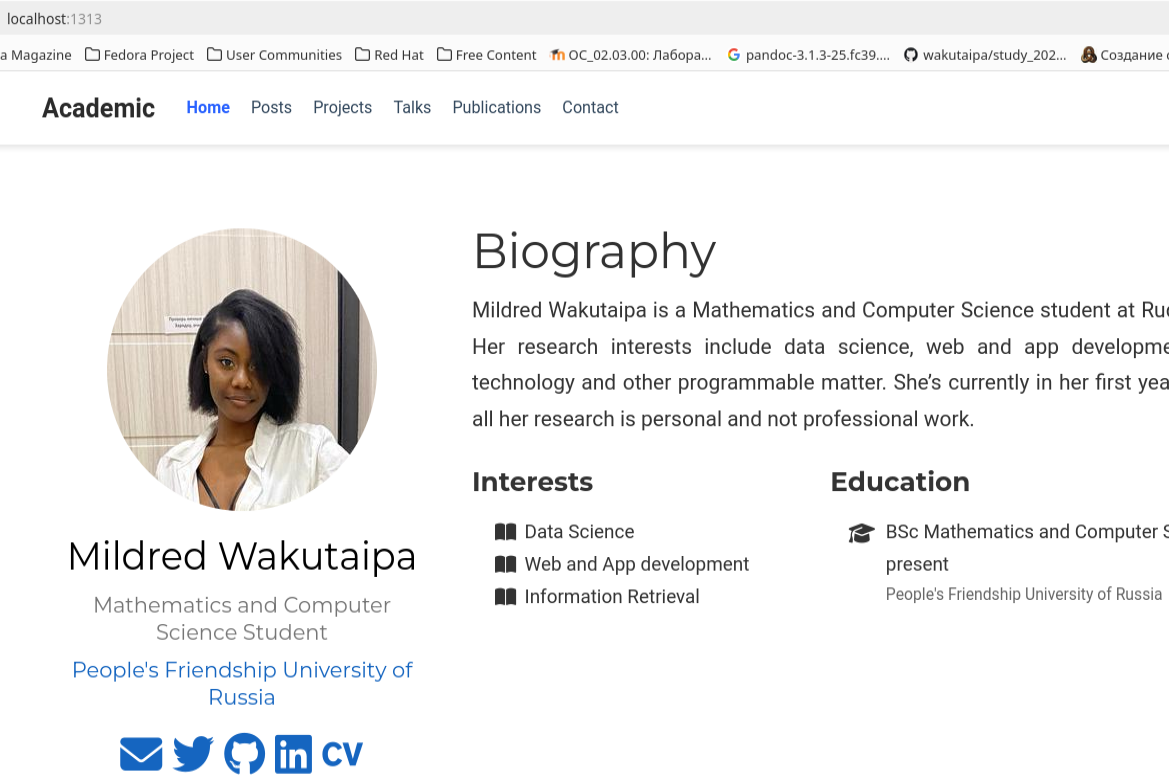 localhost:1313
a Magazine Fedora Project User Communities Red Hat Free Content ОС_02.03.00: Лабора... pandoc-3.1.3-25.fc39.... wakutaipa/study_202... Создание
Academic Home Posts Projects Talks Publications Contact
Biography
Mildred Wakutaipa is a Mathematics and Computer Science student at
Her research interests include data science, web and app
technology and other programmable matter. She’s currently in her first
all her research is personal and not professional work.
Interests
Data Science
Web and App development
Information Retrieval
Education
BSc Mathematics and Computer
present
People's Friendship University of Russia
Mildred Wakutaipa
Mathematics and Computer
Science Student
People's Friendship University of
Russia
CV